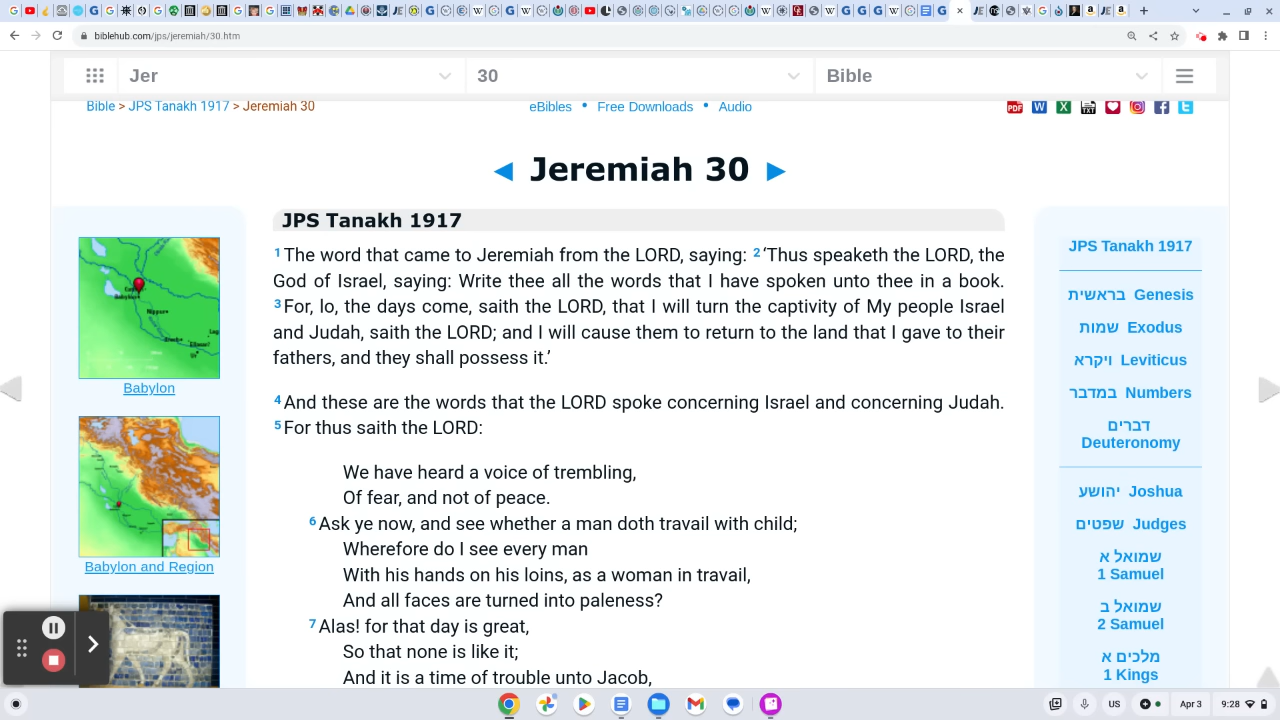 biblehub.com/jps/jeremiah/30.htm
Jer
30
Bible
Bible > JPS Tanakh 1917 > Jeremiah 30
eBibles • Free Downloads • Audio
◄ Jeremiah 30 ►
JPS Tanakh 1917
1 The word that came to Jeremiah from the LORD, saying: 2 ‘Thus speaketh the LORD, the
God of Israel, saying: Write thee all the words that I have spoken unto thee in a book.
3 For, lo, the days come, saith the LORD, that I will turn the captivity of My people Israel
and Judah, saith the LORD; and I will cause them to return to the land that I gave to their
fathers, and they shall possess it.’
4 And these are the words that the LORD spoke concerning Israel and concerning Judah.
5 For thus saith the LORD:
We have heard a voice of trembling,
Of fear, and not of peace.
6 Ask ye now, and see whether a man doth travail with child;
Wherefore do I see every man
With his hands on his loins, as a woman in travail,
And all faces are turned into paleness?
7 Alas! for that day is great,
So that none is like it;
And it is a time of trouble unto Jacob,
Babylon
Babylon and Region
JPS Tanakh 1917
בראשית Genesis
שמות Exodus
ויקרא Leviticus
במדבר Numbers
דברים
Deuteronomy
יהושע Joshua
שפטים Judges
שמואל א
1 Samuel
שמואל ב
2 Samuel
מלכים א
1 Kings
US
Apr 3
9:28